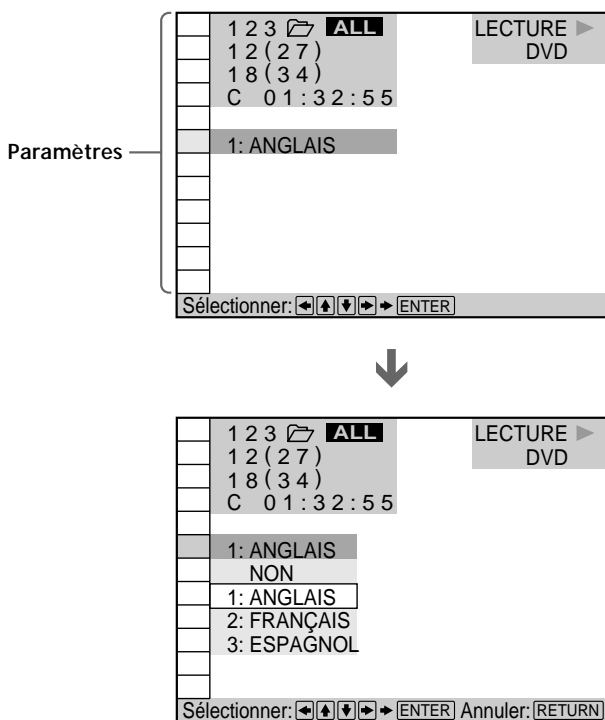 123 ALL LECTURE
12(27) DVD
18(34)
C 01:32:55
Paramètres
1: ANGLAIS
Sélectionner: ENTER
123 ALL LECTURE
12(27) DVD
18(34)
C 01:32:55
1: ANGLAIS
NON
1: ANGLAIS
2: FRANÇAIS
3: ESPAGNOL
Sélectionner: ENTER Annuler: RETURN